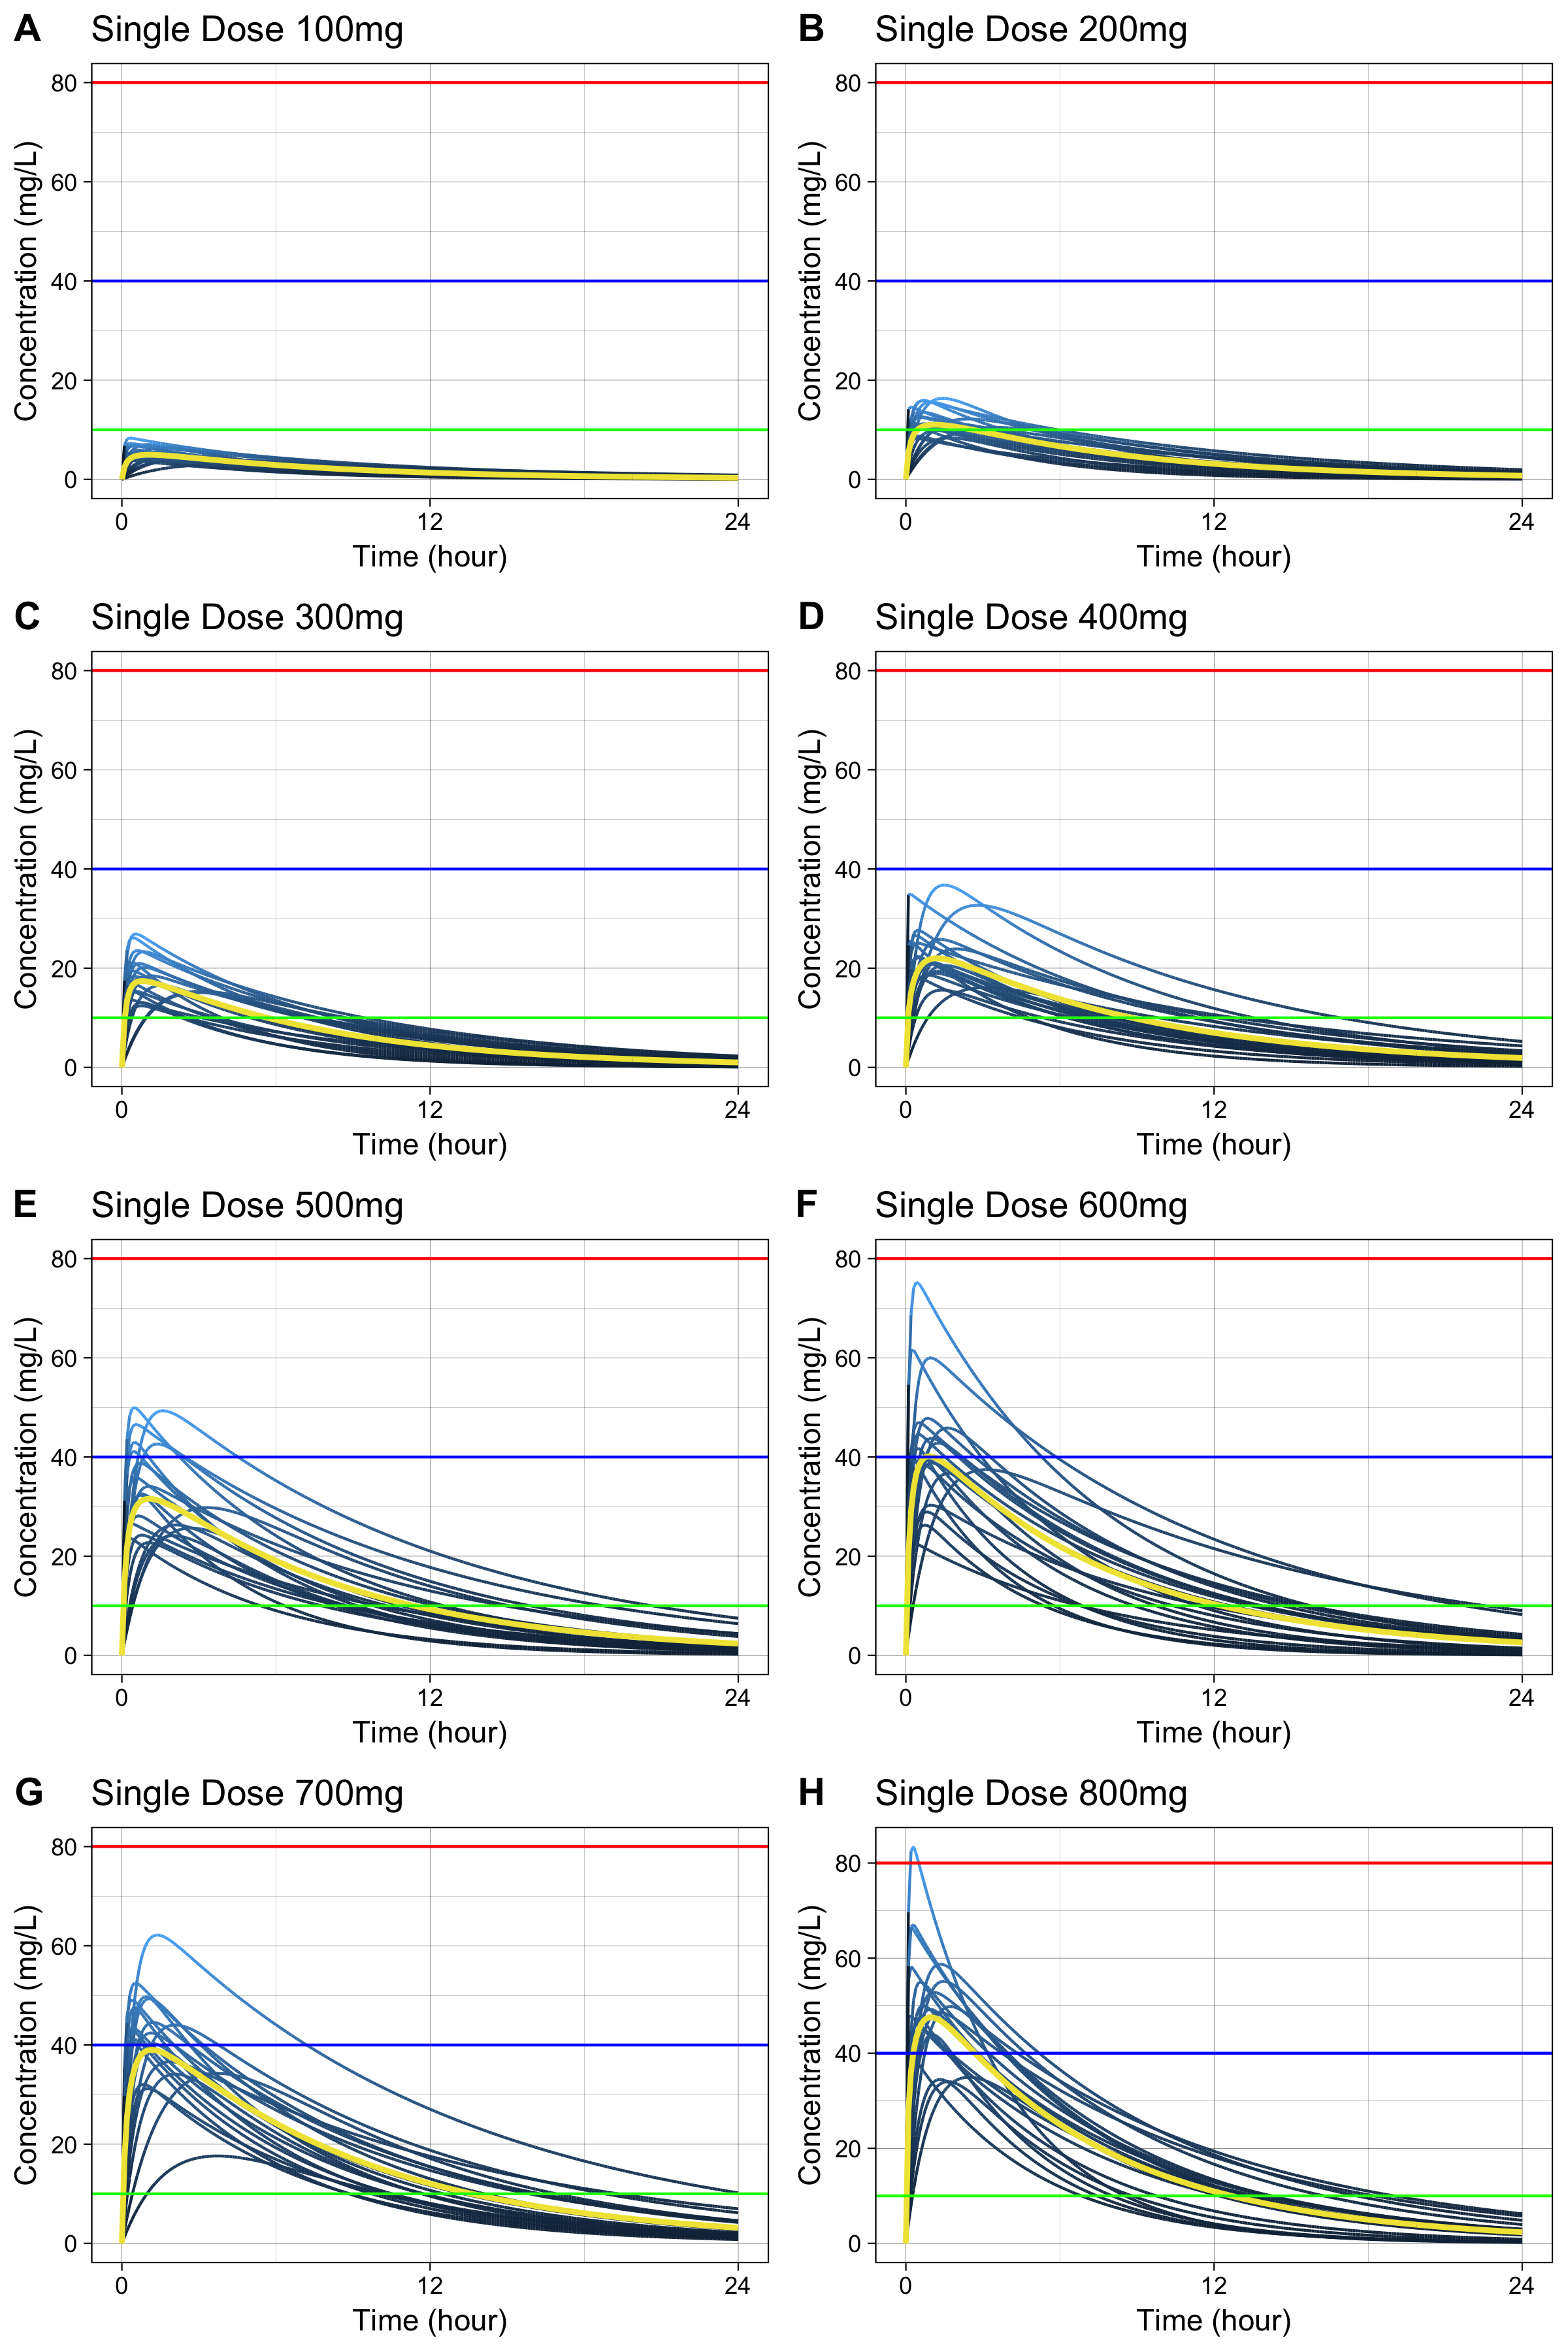 A Single Dose 100mg
Concentration (mg/L)
80
60
40
20
0
0 12 24
Time (hour)
B Single Dose 200mg
Concentration (mg/L)
80
60
40
20
0
0 12 24
Time (hour)
C Single Dose 300mg
Concentration (mg/L)
80
60
40
20
0
0 12 24
Time (hour)
D Single Dose 400mg
Concentration (mg/L)
80
60
40
20
0
0 12 24
Time (hour)
E Single Dose 500mg
Concentration (mg/L)
80
60
40
20
0
0 12 24
Time (hour)
F Single Dose 600mg
Concentration (mg/L)
80
60
40
20
0
0 12 24
Time (hour)
G Single Dose 700mg
Concentration (mg/L)
80
60
40
20
0
0 12 24
Time (hour)
H Single Dose 800mg
Concentration (mg/L)
80
60
40
20
0
0 12 24
Time (hour)